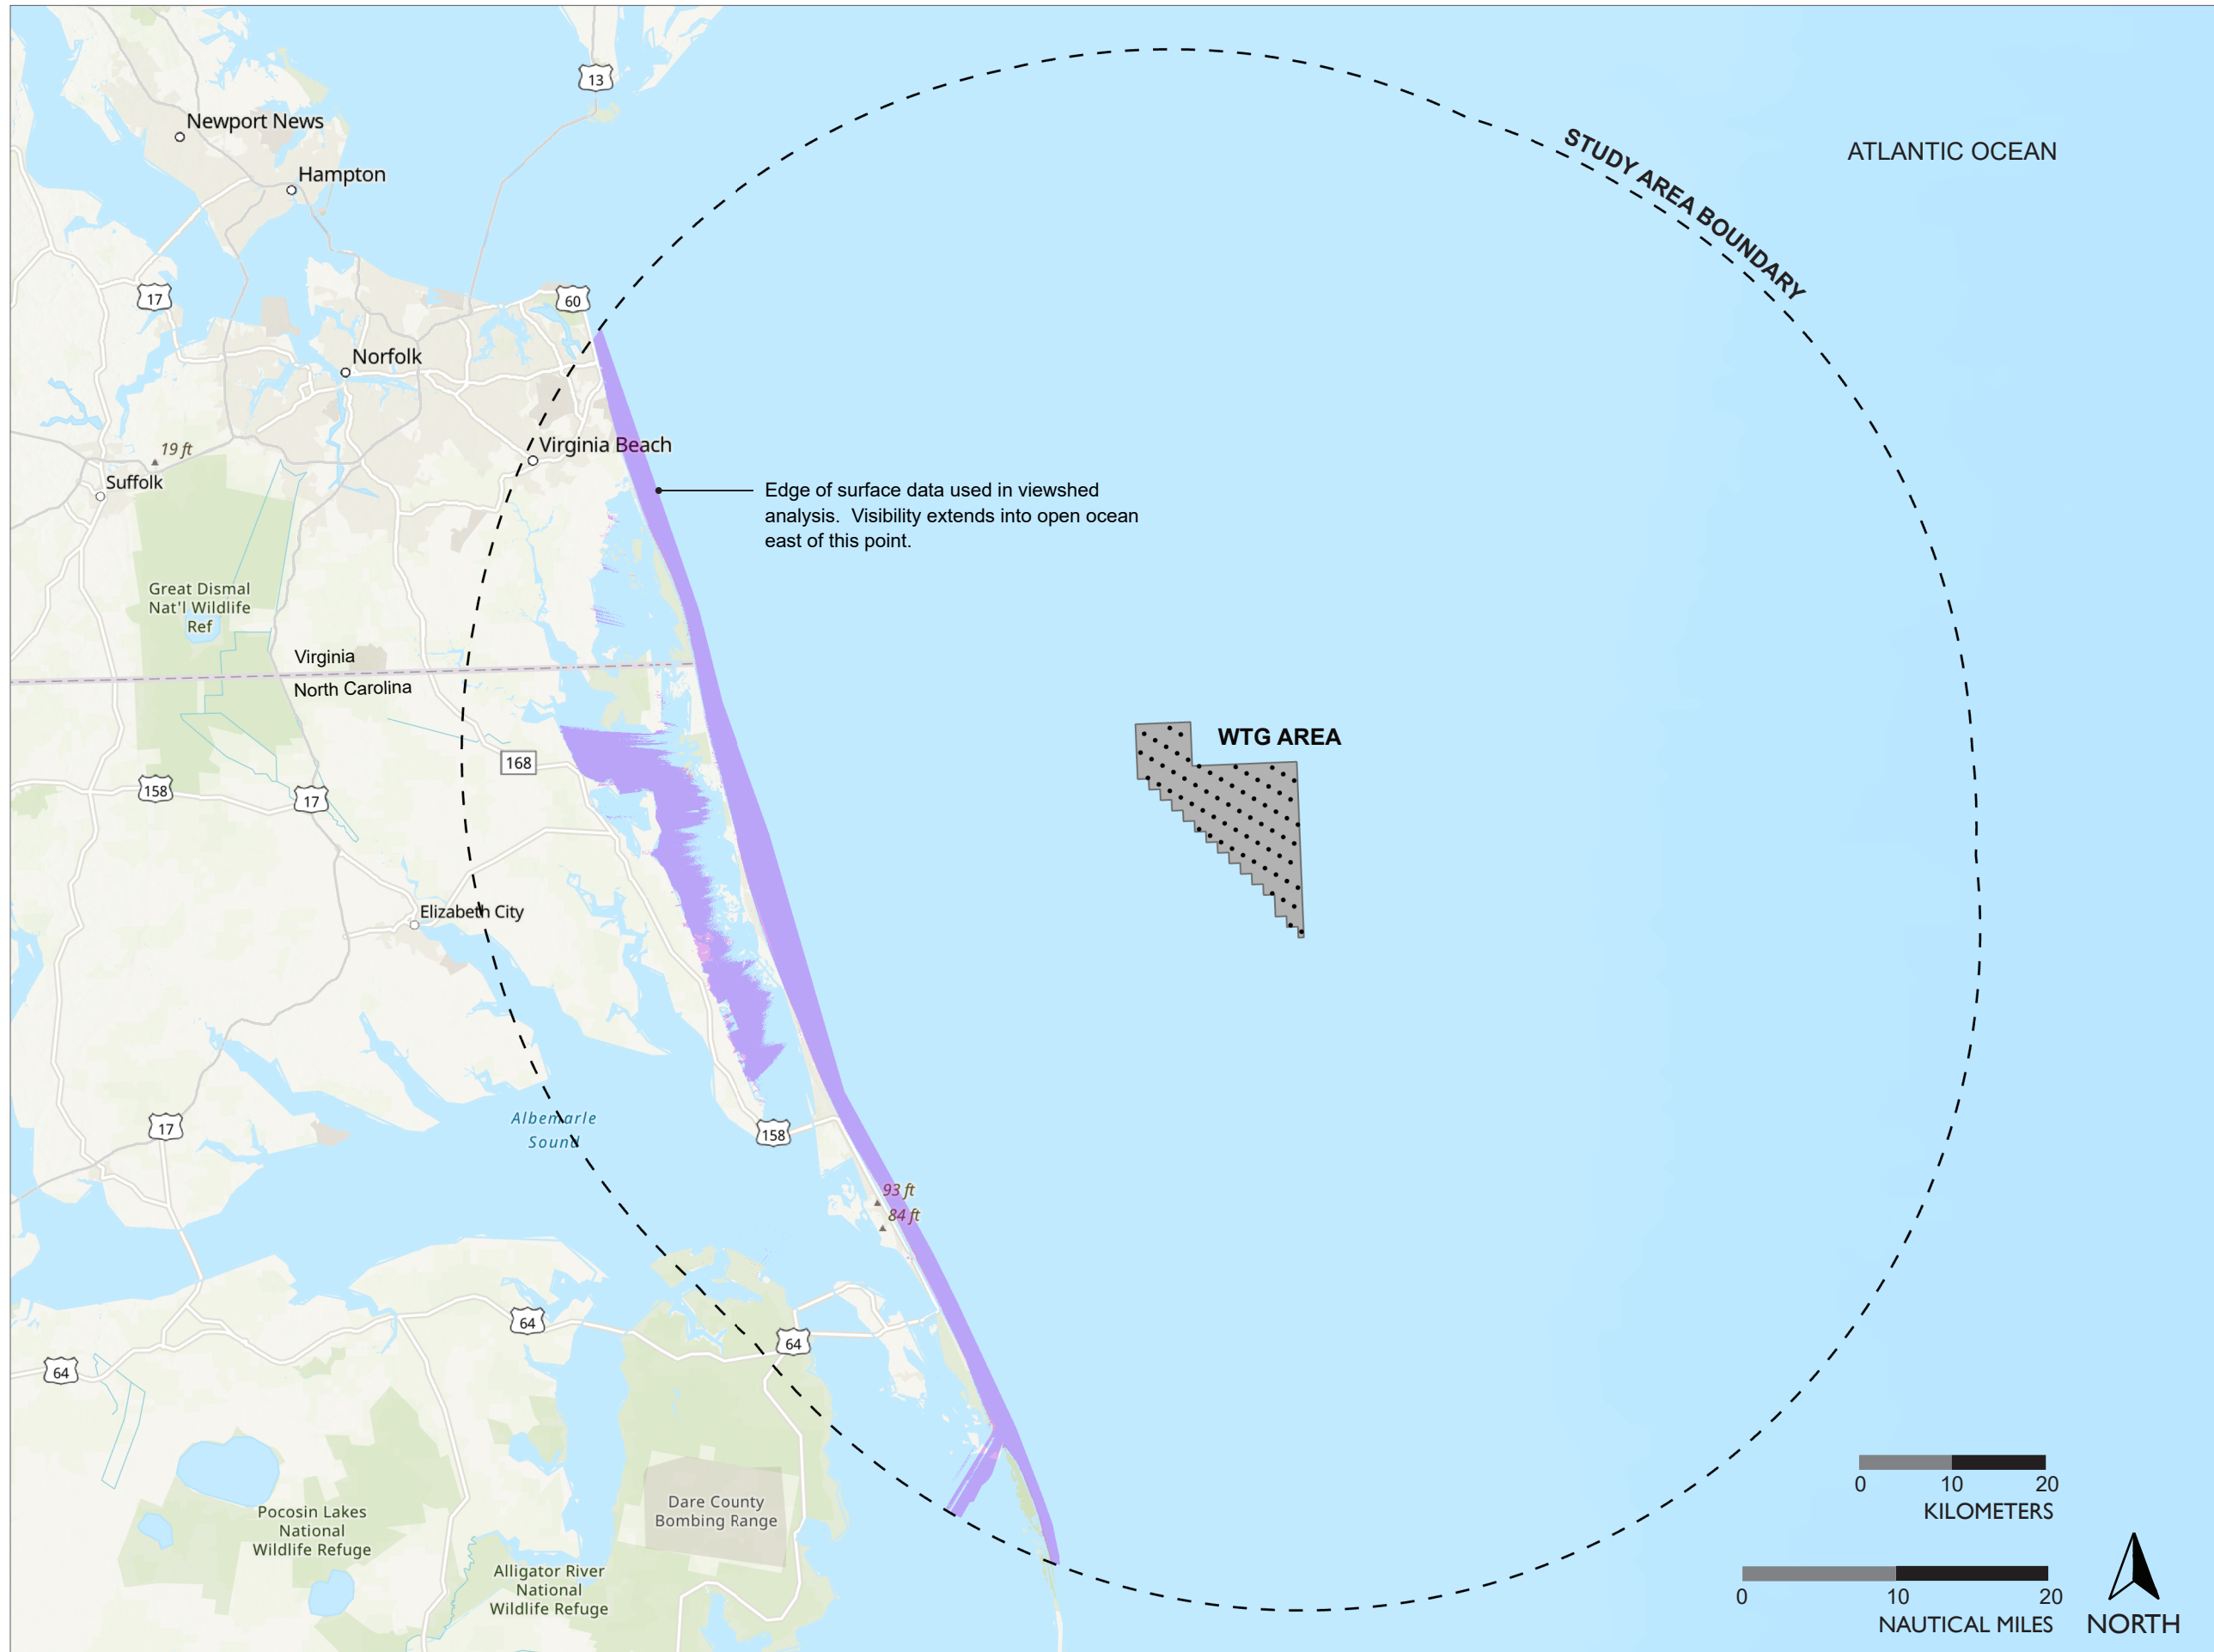 13
Newport News
STUDY AREA BOUNDARY
ATLANTIC OCEAN
Hampton
17
60
Norfolk
Virginia Beach
19 ft
Suffolk
Edge of surface data used in viewshed
analysis.  Visibility extends into open ocean
east of this point.
Great Dismal
Nat'l Wildlife
Ref
Virginia
North Carolina
WTG AREA
168
158
17
Elizabeth City
Albemarle
Sound
17
158
93 ft
84 ft
64
64
64
Dare County
Bombing Range
Pocosin Lakes
National
Wildlife Refuge
Alligator River
National
Wildlife Refuge
0 10 20
KILOMETERS
0 10 20
NAUTICAL MILES
NORTH